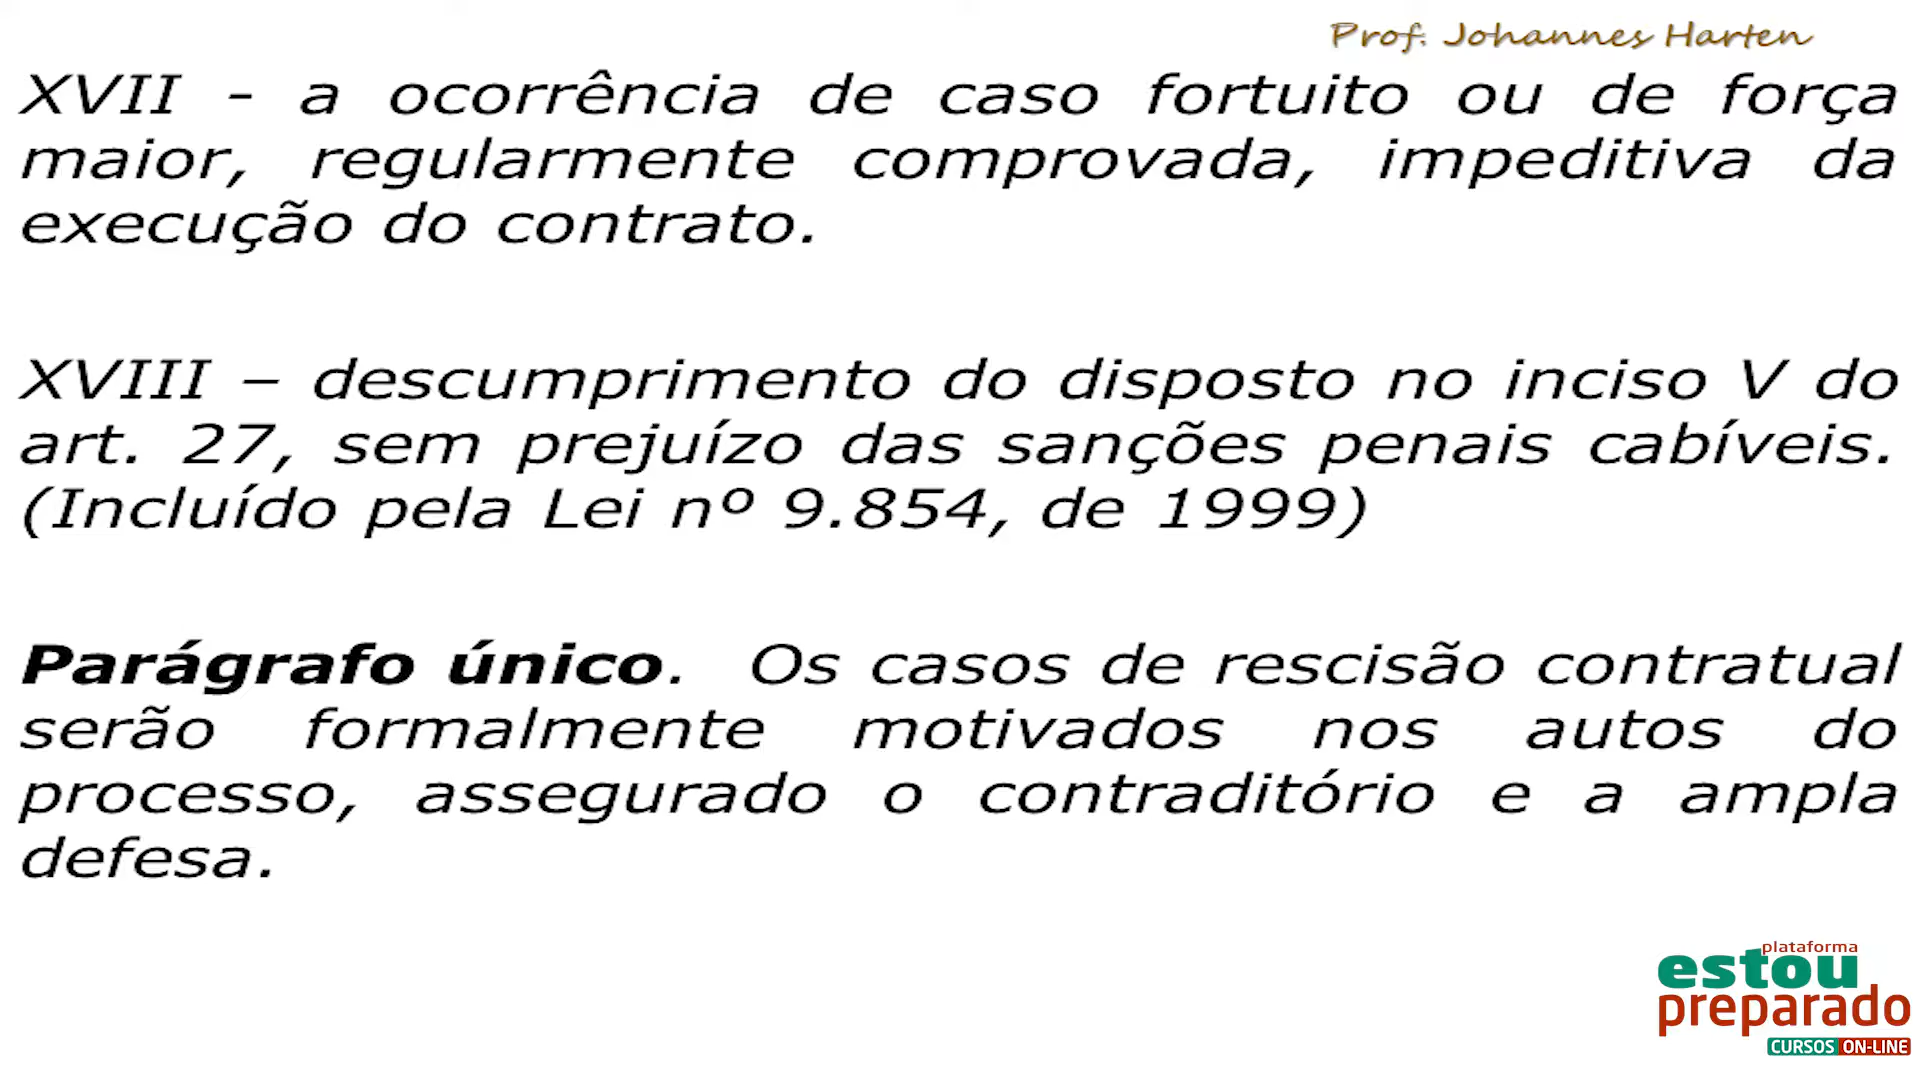 Prof. Johannes Harten
XVII - a ocorrência de caso fortuito ou de força
maior, regularmente comprovada, impeditiva da
execução do contrato.
XVIII – descumprimento do disposto no inciso V do
art. 27, sem prejuízo das sanções penais cabíveis.
(Incluído pela Lei nº 9.854, de 1999)
Parágrafo único. Os casos de rescisão contratual
serão formalmente motivados nos autos do
processo, assegurado o contraditório e a ampla
defesa.
plataforma
estou
preparado
CURSOS ON-LINE